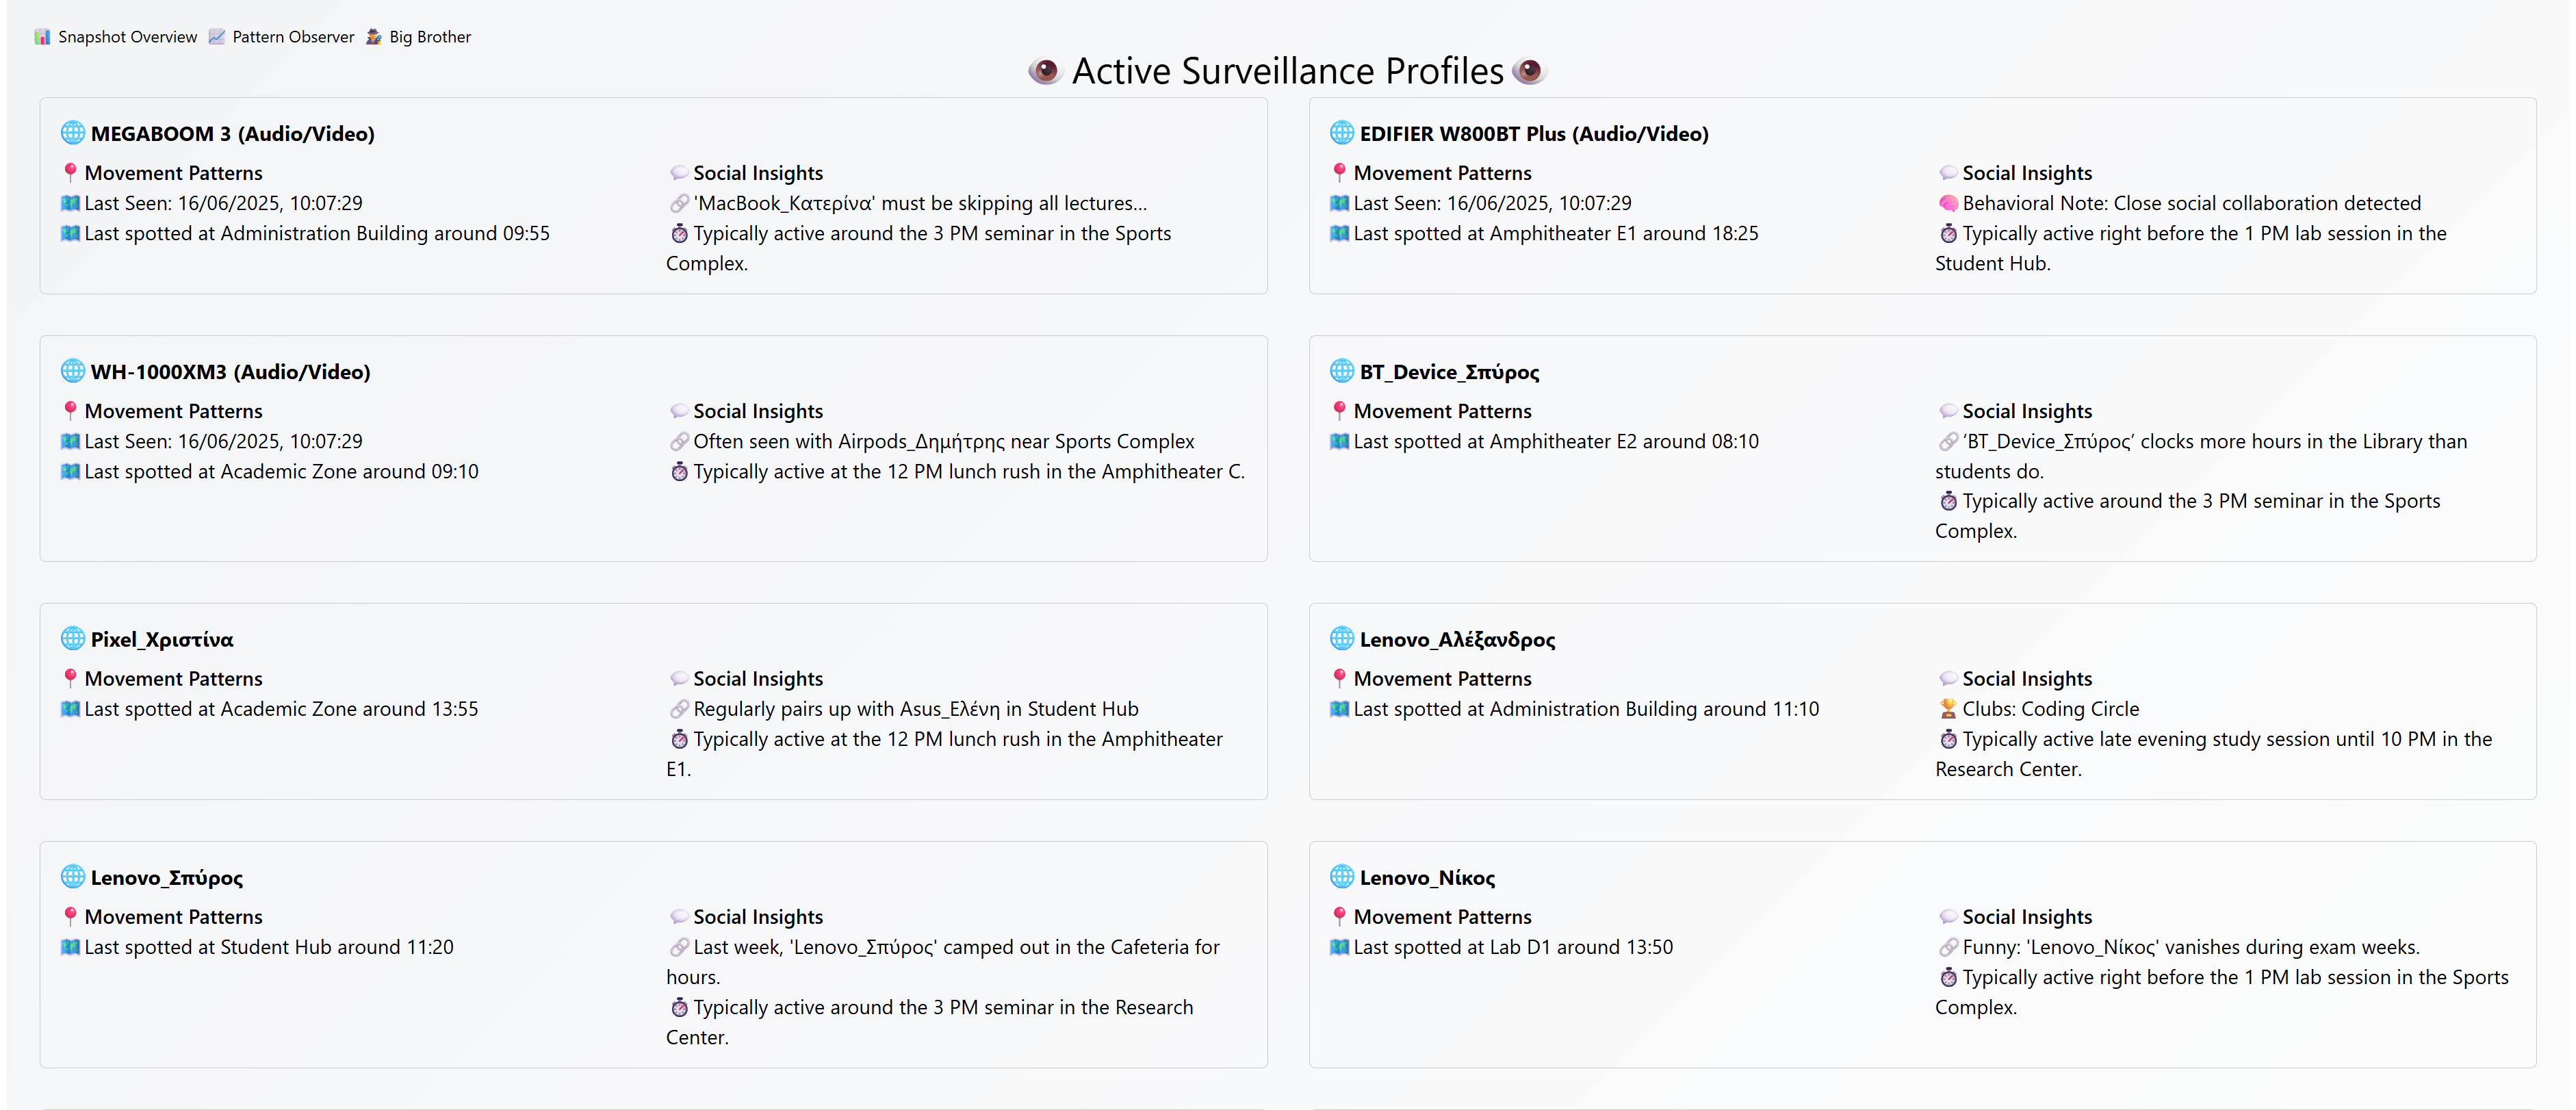 Snapshot Overview Pattern Observer Big Brother
Active Surveillance Profiles
MEGABOOM 3 (Audio/Video)
Movement Patterns
Last Seen: 16/06/2025, 10:07:29
Last spotted at Administration Building around 09:55
Social Insights
'MacBook_Κατερίνα' must be skipping all lectures...
Typically active around the 3 PM seminar in the Sports
Complex.
EDIFIER W800BT Plus (Audio/Video)
Movement Patterns
Last Seen: 16/06/2025, 10:07:29
Last spotted at Amphitheater E1 around 18:25
Social Insights
Behavioral Note: Close social collaboration detected
Typically active right before the 1 PM lab session in the
Student Hub.
WH-1000XM3 (Audio/Video)
Movement Patterns
Last Seen: 16/06/2025, 10:07:29
Last spotted at Academic Zone around 09:10
Social Insights
Often seen with Airpods_Δημήτρης near Sports Complex
Typically active at the 12 PM lunch rush in the Amphitheater C.
BT_Device_Σπύρος
Movement Patterns
Last spotted at Amphitheater E2 around 08:10
Social Insights
‘BT_Device_Σπύρος’ clocks more hours in the Library than
students do.
Typically active around the 3 PM seminar in the Sports
Complex.
Pixel_Χριστίνα
Movement Patterns
Last spotted at Academic Zone around 13:55
Social Insights
Regularly pairs up with Asus_Ελένη in Student Hub
Typically active at the 12 PM lunch rush in the Amphitheater
E1.
Lenovo_Αλέξανδρος
Movement Patterns
Last spotted at Administration Building around 11:10
Social Insights
Clubs: Coding Circle
Typically active late evening study session until 10 PM in the
Research Center.
Lenovo_Σπύρος
Movement Patterns
Last spotted at Student Hub around 11:20
Social Insights
Last week, 'Lenovo_Σπύρος' camped out in the Cafeteria for
hours.
Typically active around the 3 PM seminar in the Research
Center.
Lenovo_Νίκος
Movement Patterns
Last spotted at Lab D1 around 13:50
Social Insights
Funny: 'Lenovo_Νίκος' vanishes during exam weeks.
Typically active right before the 1 PM lab session in the Sports
Complex.